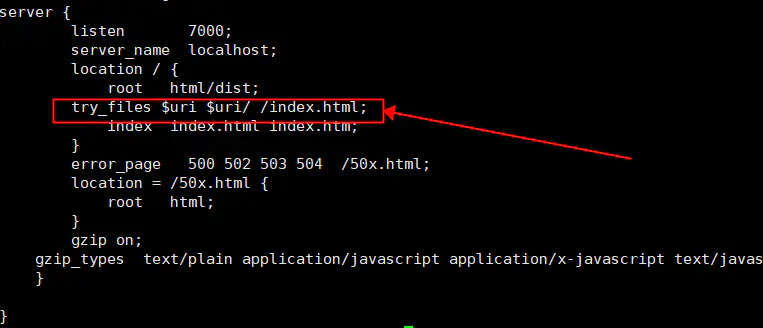 server {
listen 7000;
server_name localhost;
location / {
root html/dist;
try_files $uri $uri/ /index.html;
index index.html index.htm;
}
error_page 500 502 503 504 /50x.html;
location = /50x.html {
root html;
}
gzip on;
gzip_types text/plain application/javascript application/x-javascript text/javas
}
}